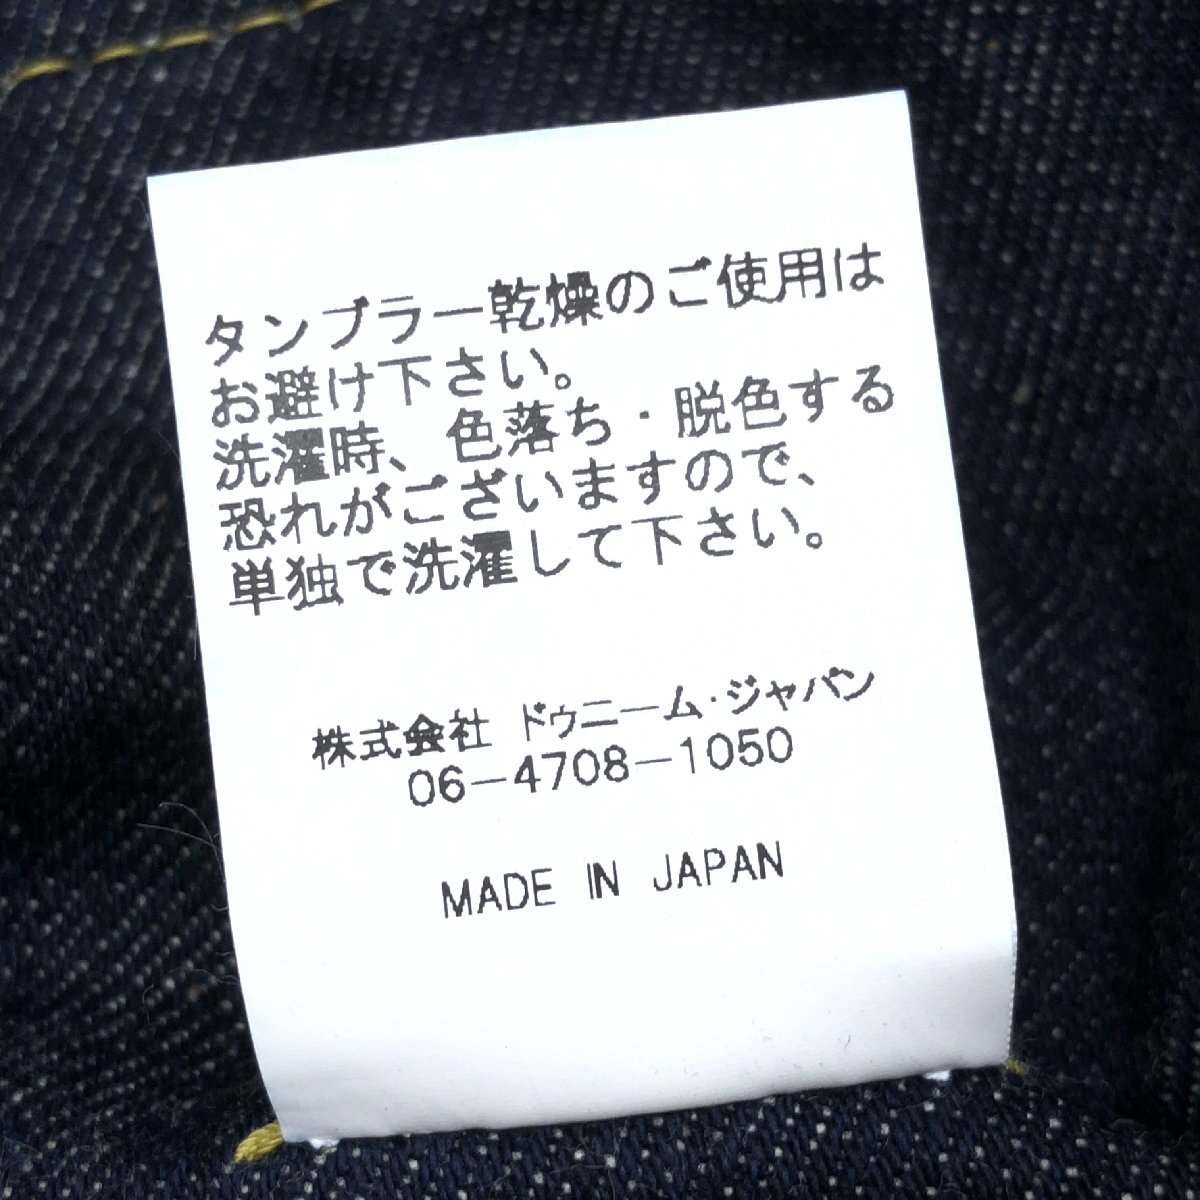 タンブラー乾燥のご使用は
お避け下さい。
洗濯時、色落ち・脱色する
恐れがございますので、
単独で洗濯して下さい。
株式会社 ドゥニーム・ジャパン
06-4708-1050
MADE IN JAPAN